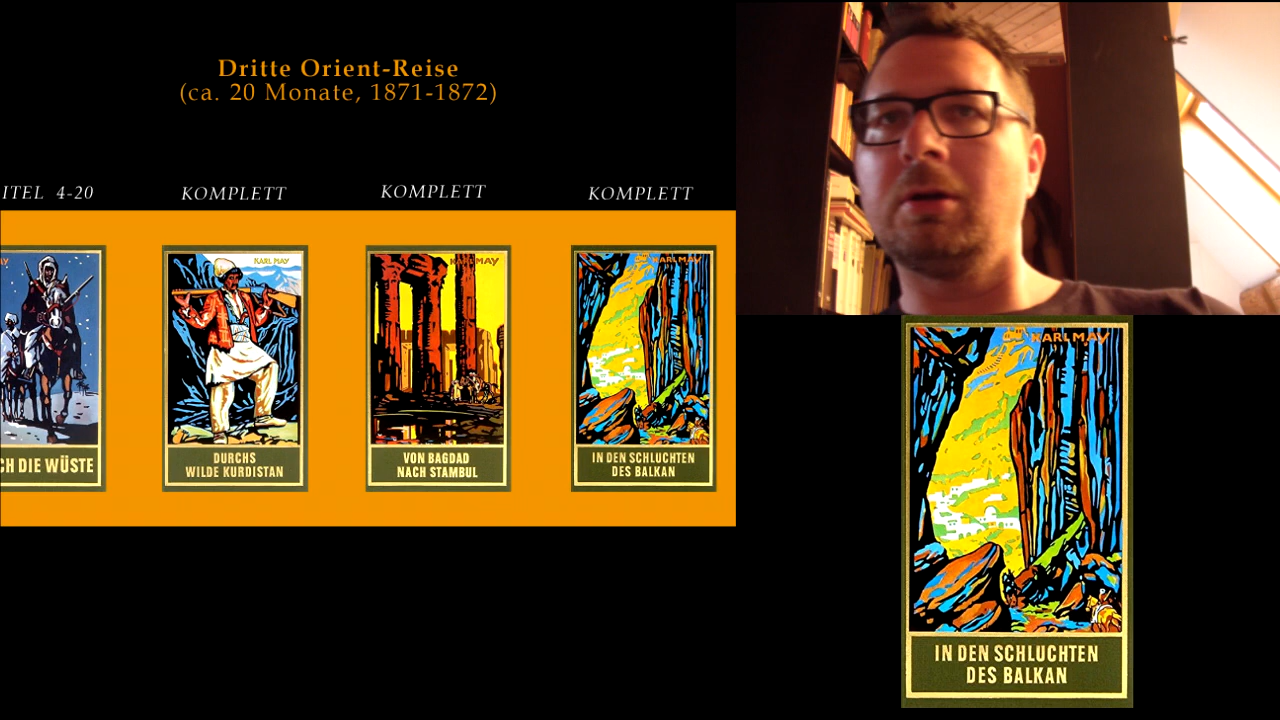 Dritte Orient-Reise
(ca. 20 Monate, 1871-1872)
ITEL 4-20
KOMPLETT
KOMPLETT
KOMPLETT
AY
CH DIE WÜSTE
KARL MAY
DURCHS
WILDE KURDISTAN
KARL MAY
VON BAGDAD
NACH STAMBUL
KARL MAY
IN DEN SCHLUCHTEN
DES BALKAN
KARL MAY
IN DEN SCHLUCHTEN
DES BALKAN